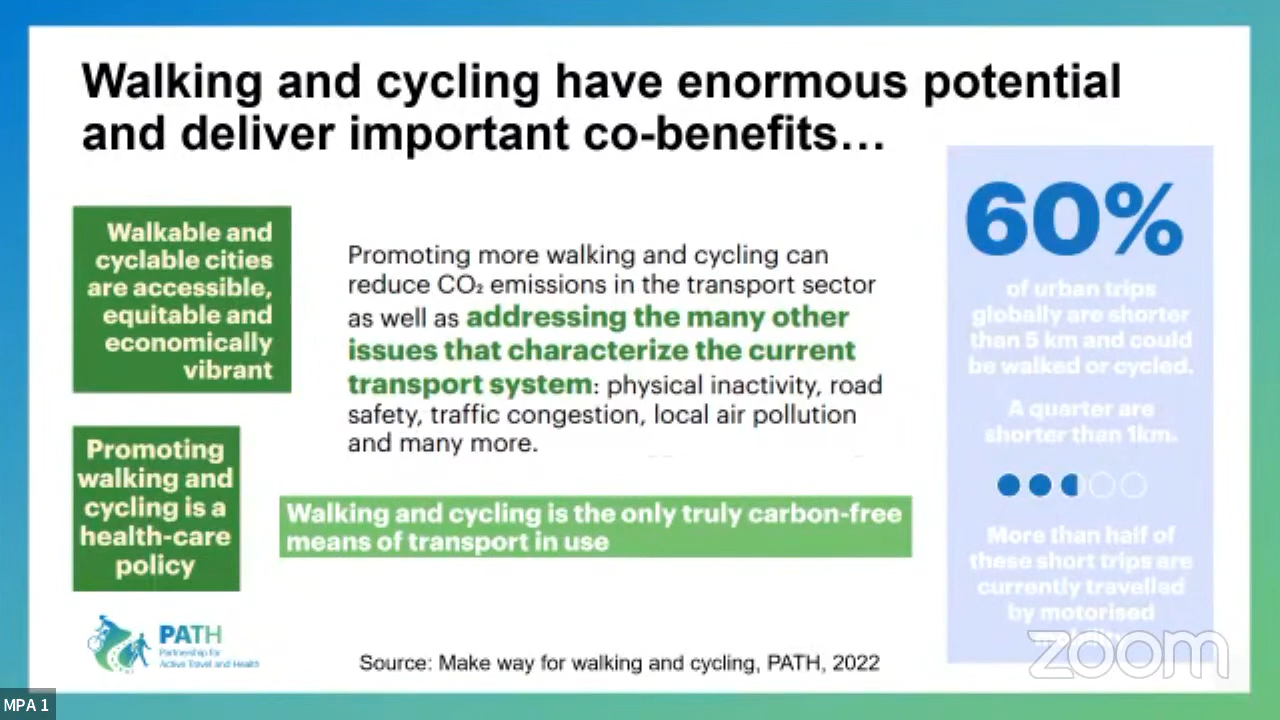 Walking and cycling have enormous potential
and deliver important co-benefits…
Walkable and
cyclable cities
are accessible,
equitable and
economically
vibrant
Promoting
walking and
cycling is a
health-care
policy
Promoting more walking and cycling can
reduce CO₂ emissions in the transport sector
as well as addressing the many other
issues that characterize the current
transport system: physical inactivity, road
safety, traffic congestion, local air pollution
and many more.
Walking and cycling is the only truly carbon-free
means of transport in use
60%
of urban trips
globally are shorter
than 5 km and could
be walked or cycled.
A quarter are
shorter than 1km.
More than half of
these short trips are
currently travelled
by motorised
PATH
Partnership for
Active Travel and Health
Source: Make way for walking and cycling, PATH, 2022
zoom
MPA 1